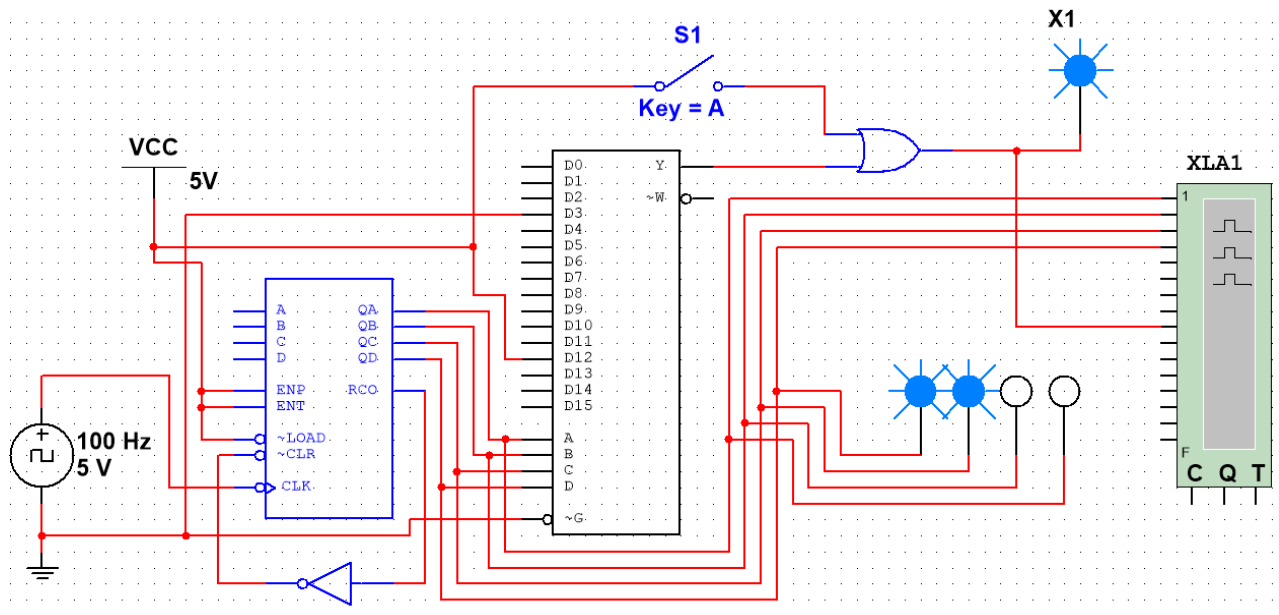 X1
S1
Key = A
VCC
5V
XLA1
D0
D1
D2
D3
D4
D5
D6
D7
D8
D9
D10
D11
D12
D13
D14
D15
A
B
C
D
~G
Y
~W
A
B
C
D
ENP
ENT
~LOAD
~CLR
CLK
QA
QB
QC
QD
RCO
100 Hz
5 V
1
F
C Q T